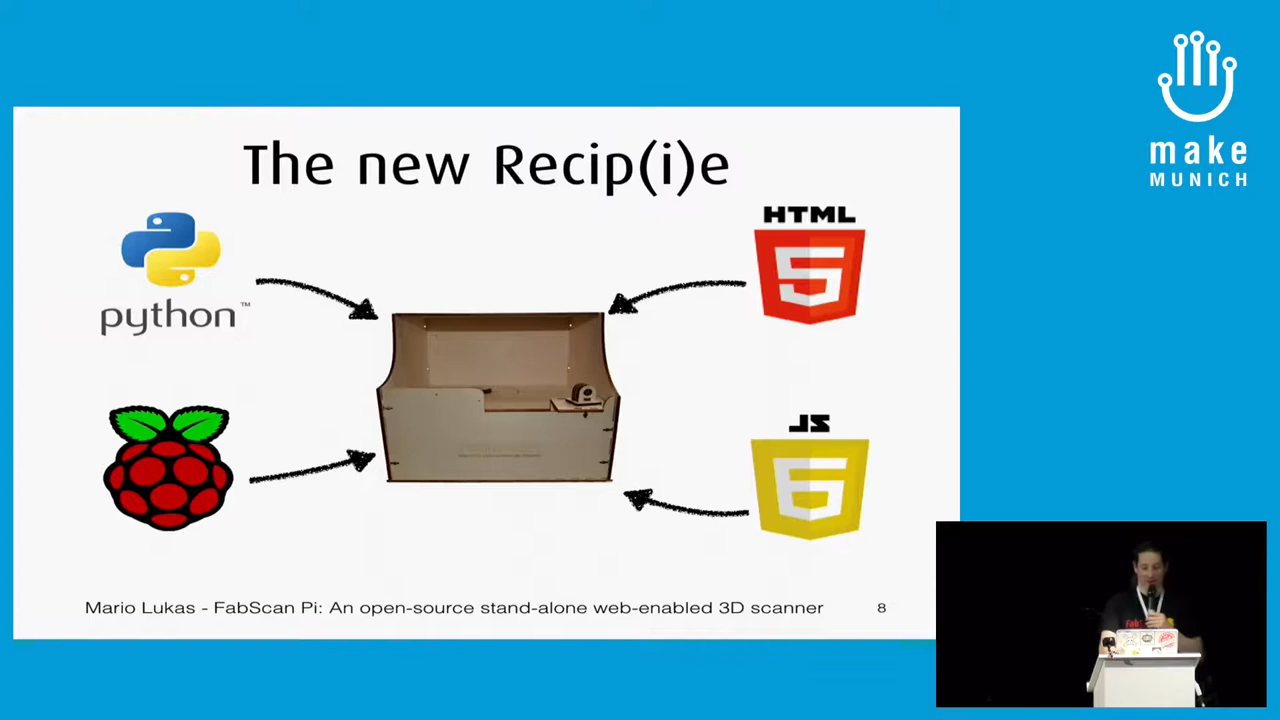 make
MUNICH
The new Recip(i)e
HTML
5
python™
JS
6
Mario Lukas - FabScan Pi: An open-source stand-alone web-enabled 3D scanner
8